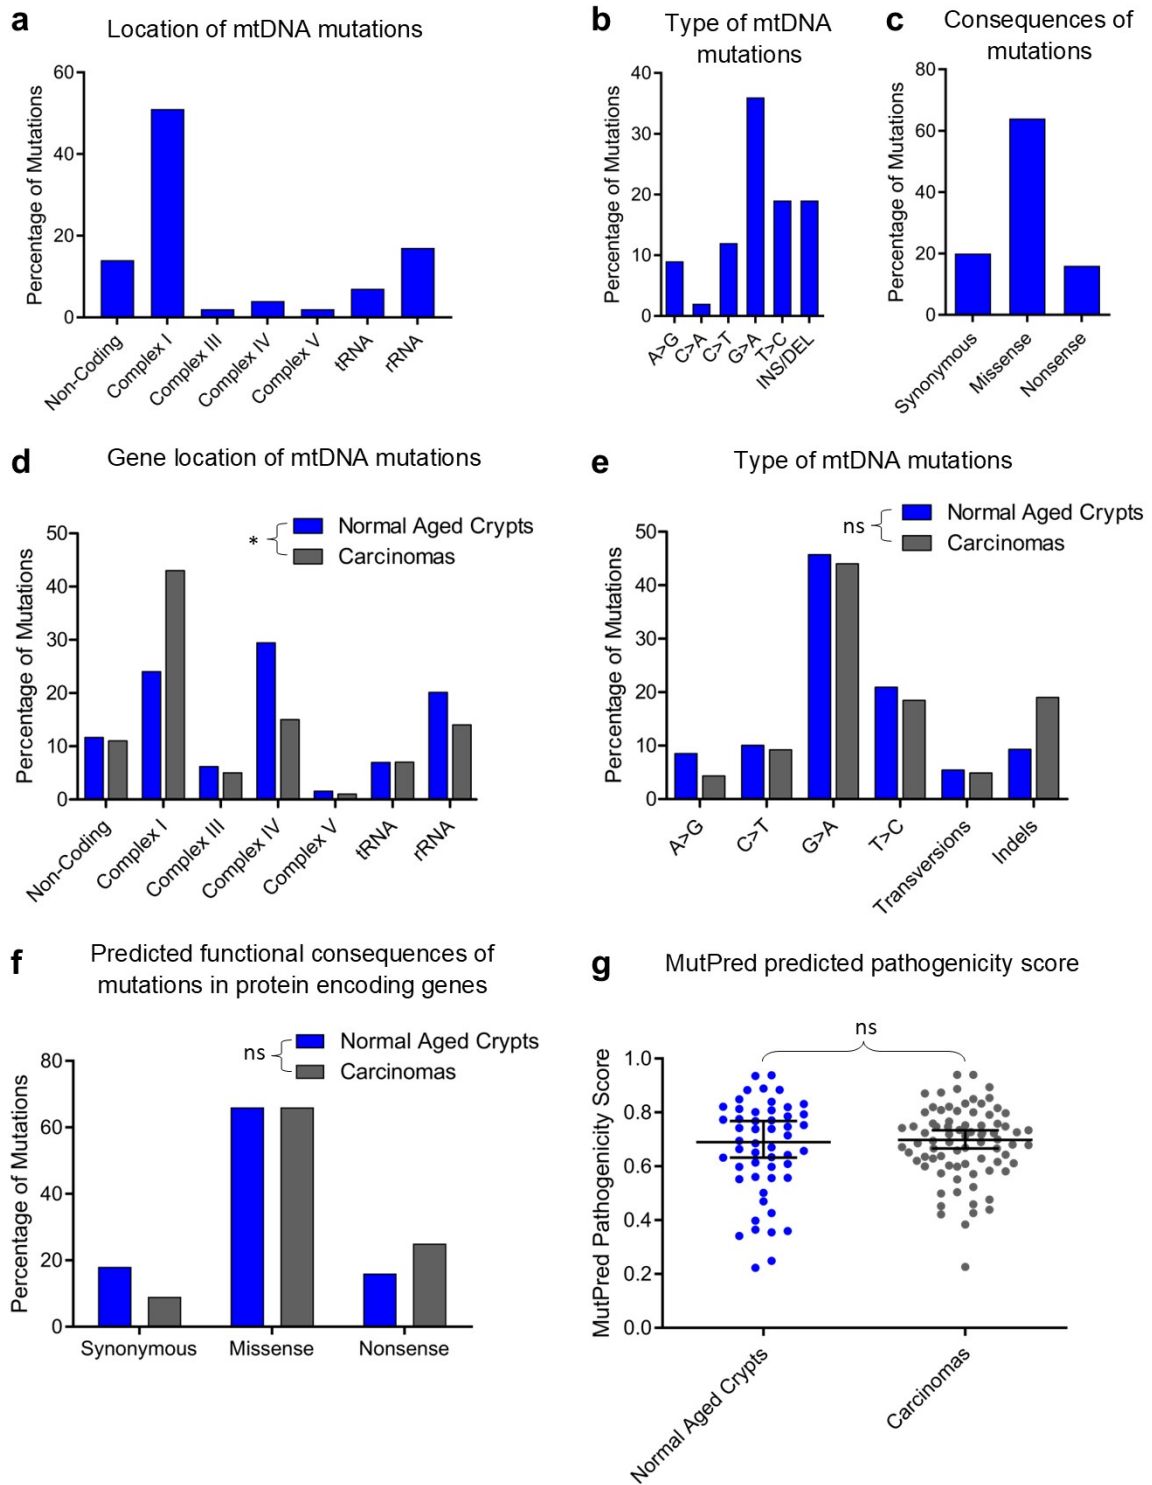 a
Location of mtDNA mutations
Percentage of Mutations
60
40
20
0
Non-Coding
Complex I
Complex III
Complex IV
Complex V
tRNA
rRNA
b
Type of mtDNA
mutations
Percentage of Mutations
40
30
20
10
0
A>G
C>A
C>T
G>A
T>C
INS/DEL
c
Consequences of
mutations
Percentage of Mutations
80
60
40
20
0
Synonymous
Missense
Nonsense
d
Gene location of mtDNA mutations
* Normal Aged Crypts
Carcinomas
Percentage of Mutations
50
40
30
20
10
0
Non-Coding
Complex I
Complex III
Complex IV
Complex V
tRNA
rRNA
e
Type of mtDNA mutations
ns Normal Aged Crypts
Carcinomas
Percentage of Mutations
50
40
30
20
10
0
A>G
C>T
G>A
T>C
Transversions
Indels
f
Predicted functional consequences of
mutations in protein encoding genes
ns Normal Aged Crypts
Carcinomas
Percentage of Mutations
80
60
40
20
0
Synonymous
Missense
Nonsense
g
MutPred predicted pathogenicity score
ns
MutPred Pathogenicity Score
1.0
0.8
0.6
0.4
0.2
0.0
Normal Aged Crypts
Carcinomas